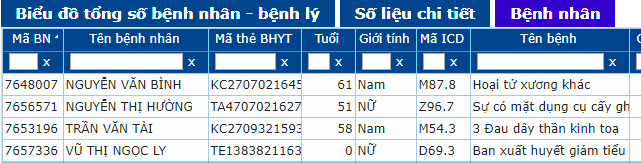 Biểu đồ tổng số bệnh nhân - bệnh lý Số liệu chi tiết Bệnh nhân
Mã BN Tên bệnh nhân Mã thẻ BHYT Tuổi Giới tính Mã ICD Tên bệnh
x x x x x x x
7648007 NGUYỄN VĂN BÌNH KC2707021645 61 Nam M87.8 Hoại tử xương khác
7656571 NGUYỄN THỊ HƯỜNG TA4707021627 51 NỮ Z96.7 Sự có mặt dụng cụ cấy gh
7653196 TRẦN VĂN TÀI KC2709321593 58 Nam M54.3 3 Đau dây thần kinh toạ
7657336 VŨ THỊ NGỌC LY TE1383821163 0 NỮ D69.3 Ban xuất huyết giảm tiểu